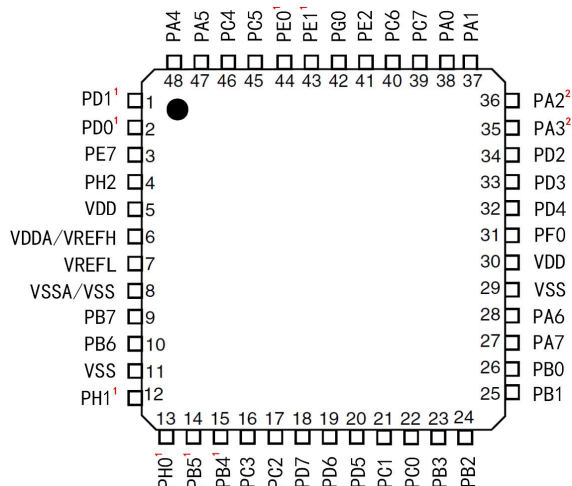 PA4 PA5 PC4 PC5 PE0¹ PE1¹ PG0 PE2 PC6 PC7 PA0 PA1
48 47 46 45 44 43 42 41 40 39 38 37
PD1¹ 1 36 PA2²
PD0¹ 2 35 PA3²
PE7 3 34 PD2
PH2 4 33 PD3
VDD 5 32 PD4
VDDA/VREFH 6 31 PF0
VREFL 7 30 VDD
VSSA/VSS 8 29 VSS
PB7 9 28 PA6
PB6 10 27 PA7
VSS 11 26 PB0
PH1¹ 12 25 PB1
13 14 15 16 17 18 19 20 21 22 23 24
PH0¹ PB5¹ PB4¹ PC3 PC2 PD7 PD6 PD5 PC1 PC0 PB3 PB2